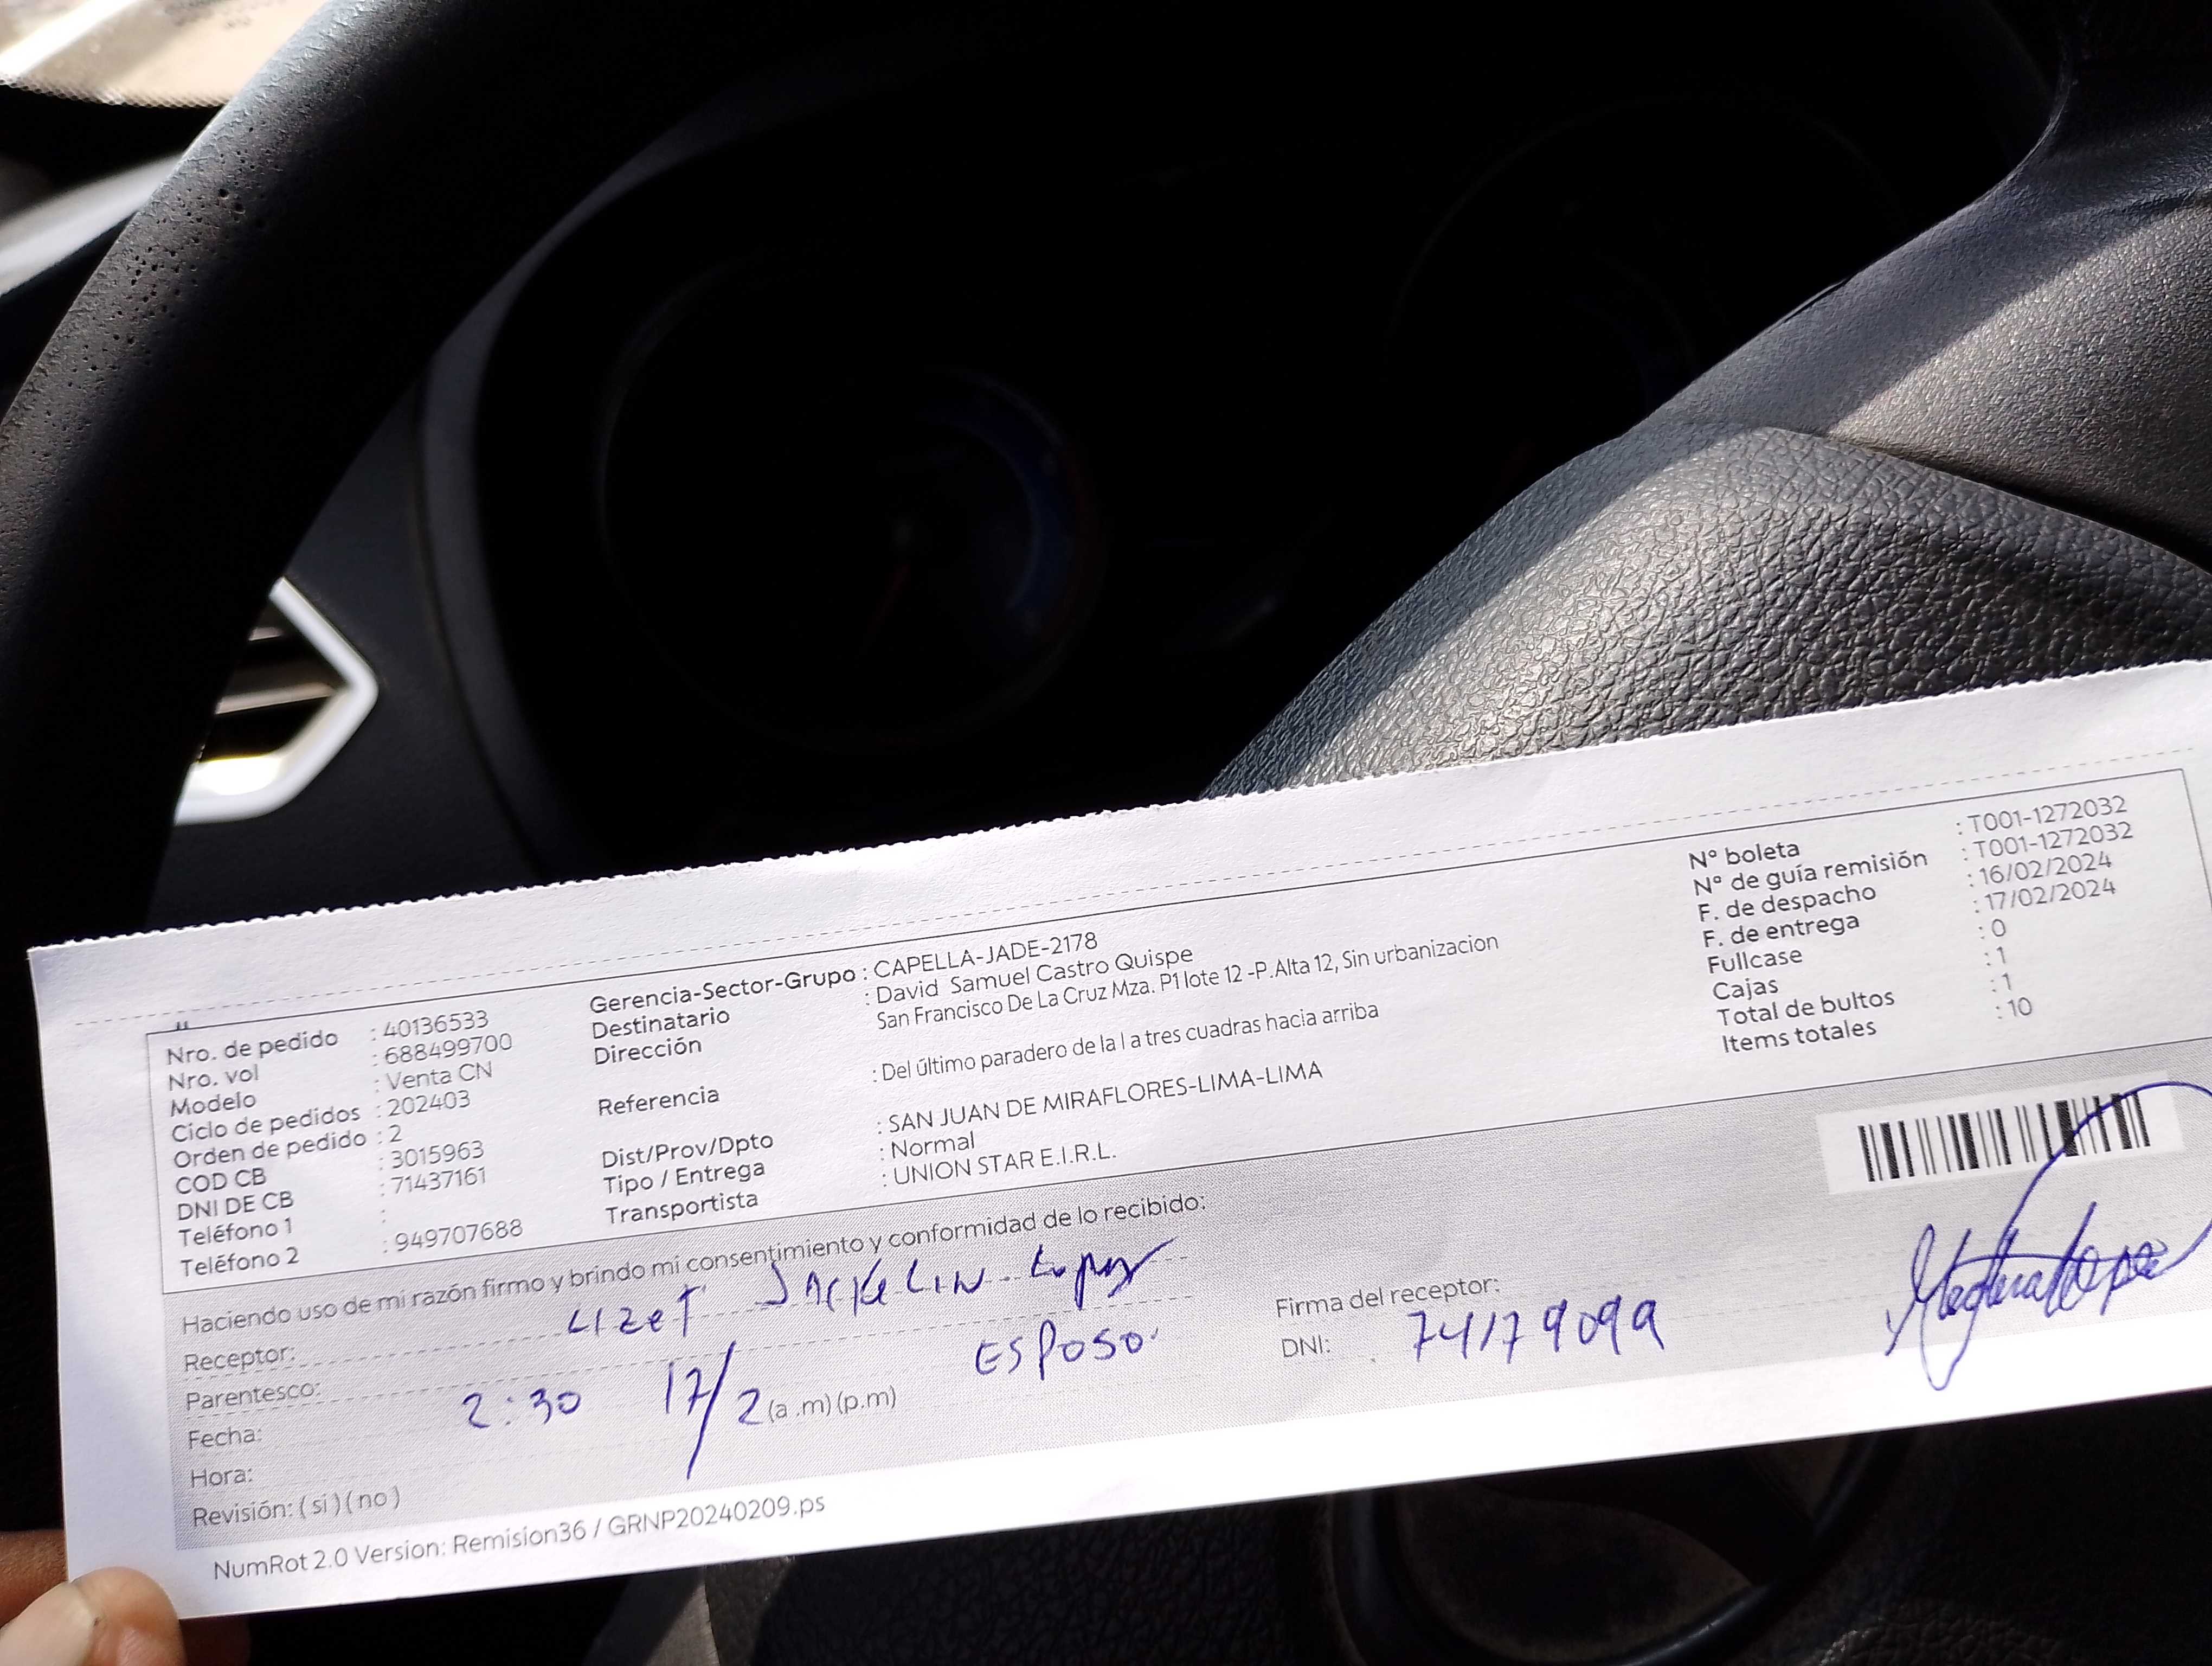 Nro. de pedido : 40136533
Nro. vol : 688499700
Modelo : Venta CN
Ciclo de pedidos : 202403
Orden de pedido : 2
COD CB : 3015963
DNI DE CB : 71437161
Teléfono 1 :
Teléfono 2 : 949707688
Gerencia-Sector-Grupo : CAPELLA-JADE-2178
Destinatario : David Samuel Castro Quispe
Dirección San Francisco De La Cruz Mza. P1 lote 12 -P.Alta 12, Sin urbanizacion
Referencia : Del último paradero de la l a tres cuadras hacia arriba
Dist/Prov/Dpto : SAN JUAN DE MIRAFLORES-LIMA-LIMA
Tipo / Entrega : Normal
Transportista : UNION STAR E.I.R.L.
N° boleta : T001-1272032
N° de guía remisión : T001-1272032
F. de despacho : 16/02/2024
F. de entrega : 17/02/2024
Fullcase : 0
Cajas : 1
Total de bultos : 1
Items totales : 10
Haciendo uso de mi razón firmo y brindo mi consentimiento y conformidad de lo recibido:
Receptor: LIZET JACKELIN Lopez
Parentesco: ESPOSO
Fecha: 2:30 17/2 (a .m) (p.m)
Hora:
Revisión: ( si ) ( no )
Firma del receptor:
DNI: 74179099
NumRot 2.0 Version: Remision36 / GRNP20240209.ps